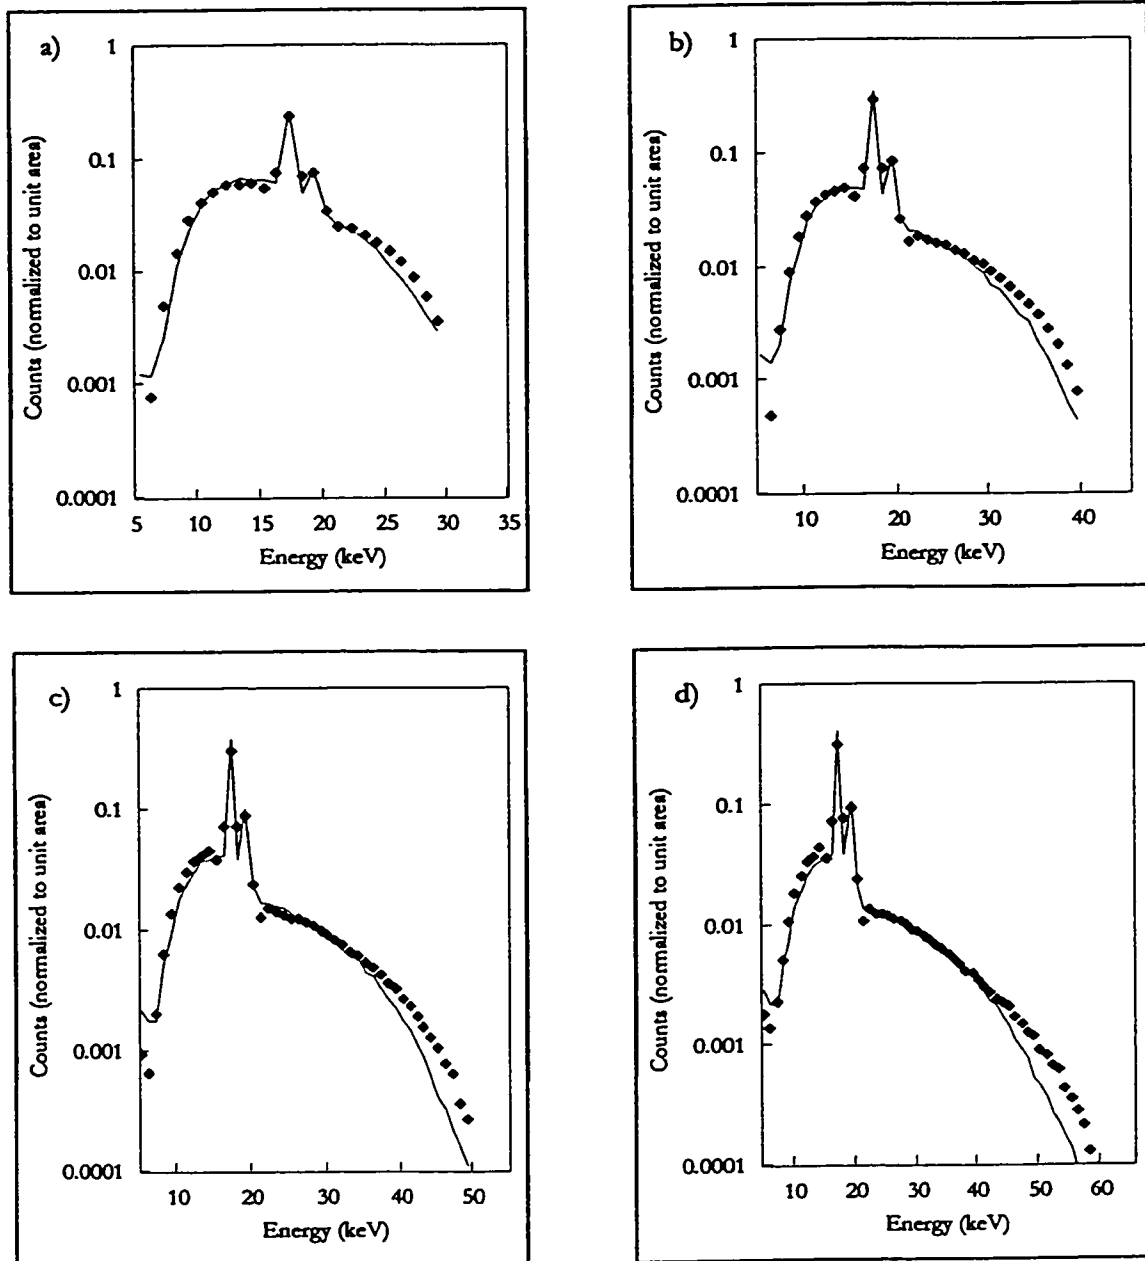 a)
1
0.1
0.01
0.001
0.0001
Counts (normalized to unit area)
5 10 15 20 25 30 35
Energy (keV)
b)
1
0.1
0.01
0.001
0.0001
Counts (normalized to unit area)
10 20 30 40
Energy (keV)
c)
1
0.1
0.01
0.001
0.0001
Counts (normalized to unit area)
10 20 30 40 50
Energy (keV)
d)
1
0.1
0.01
0.001
0.0001
Counts (normalized to unit area)
10 20 30 40 50 60
Energy (keV)